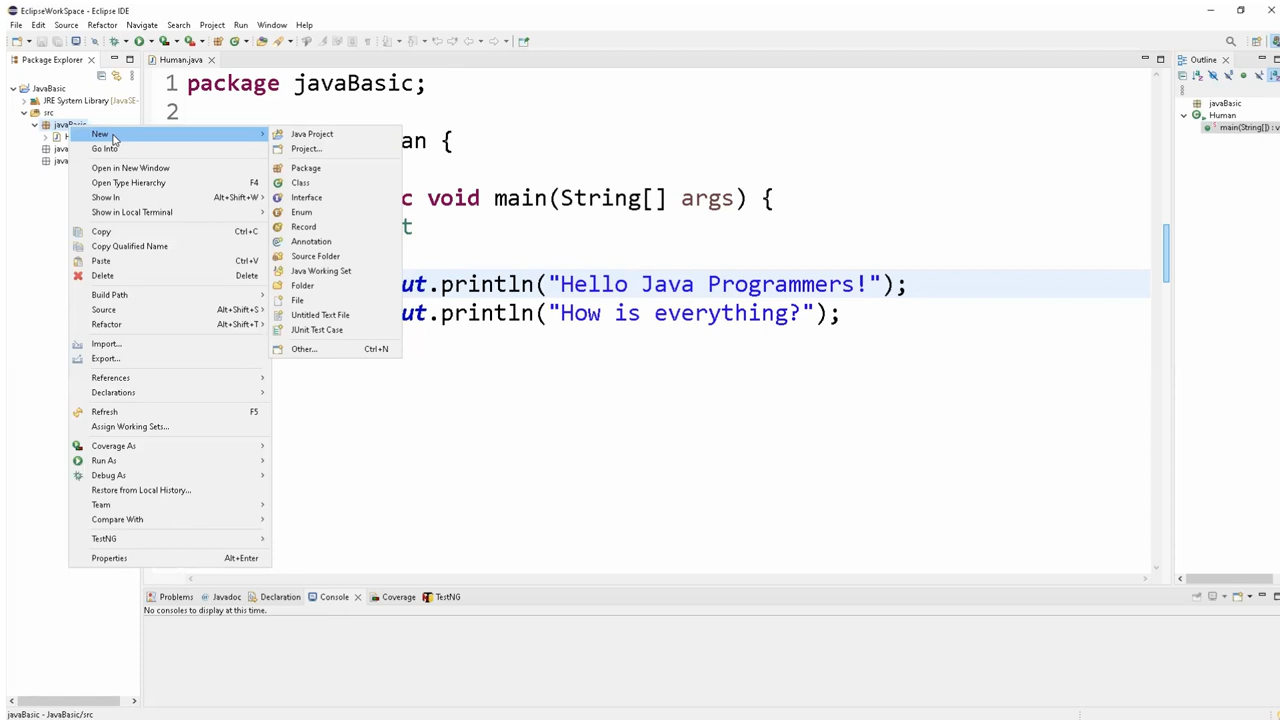 EclipseWorkSpace - Eclipse IDE
File Edit Source Refactor Navigate Search Project Run Window Help
Package Explorer
Human.java
Outline
JavaBasic
JRE System Library [JavaSE-
src
javaBasic
1 package javaBasic;
2
an {
c void main(String[] args) {
t
ut.println("Hello Java Programmers!");
ut.println("How is everything?");
New
Go Into
Open in New Window
Open Type Hierarchy F4
Show In Alt+Shift+W
Show in Local Terminal
Copy Ctrl+C
Copy Qualified Name
Paste Ctrl+V
Delete Delete
Build Path
Source Alt+Shift+S
Refactor Alt+Shift+T
Import...
Export...
References
Declarations
Refresh F5
Assign Working Sets...
Coverage As
Run As
Debug As
Restore from Local History...
Team
Compare With
TestNG
Properties Alt+Enter
Java Project
Project...
Package
Class
Interface
Enum
Record
Annotation
Source Folder
Java Working Set
Folder
File
Untitled Text File
JUnit Test Case
Other... Ctrl+N
javaBasic
Human
main(String[]) :
Problems Javadoc Declaration Console Coverage TestNG
No consoles to display at this time.
javaBasic - JavaBasic/src